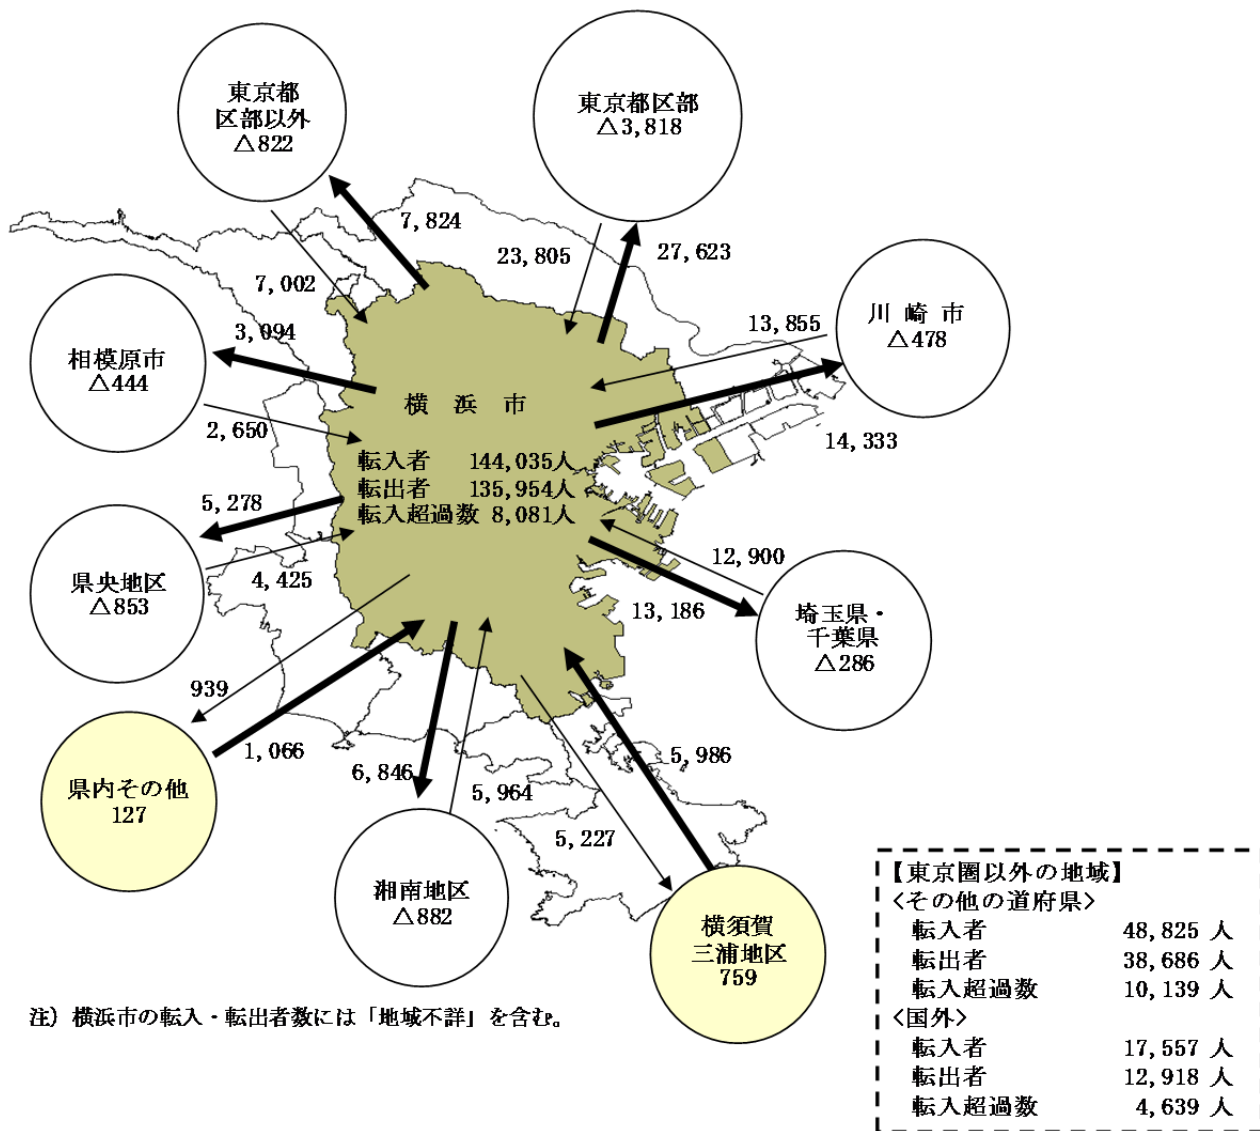 東京都
区部以外
△822
東京都区部
△3,818
7,824
23,805
27,623
7,002
川崎市
△478
13,855
3,094
相模原市
△444
2,650
14,333
横浜市
転入者 144,035人
転出者 135,954人
転入超過数 8,081人
5,278
4,425
県央地区
△853
12,900
13,186
埼玉県・
千葉県
△286
939
1,066
県内その他
127
6,846
5,964
湘南地区
△882
5,986
5,227
横須賀
三浦地区
759
【東京圏以外の地域】
<その他の道府県>
転入者 48,825 人
転出者 38,686 人
転入超過数 10,139 人
<国外>
転入者 17,557 人
転出者 12,918 人
転入超過数 4,639 人
注) 横浜市の転入・転出者数には「地域不詳」を含む。